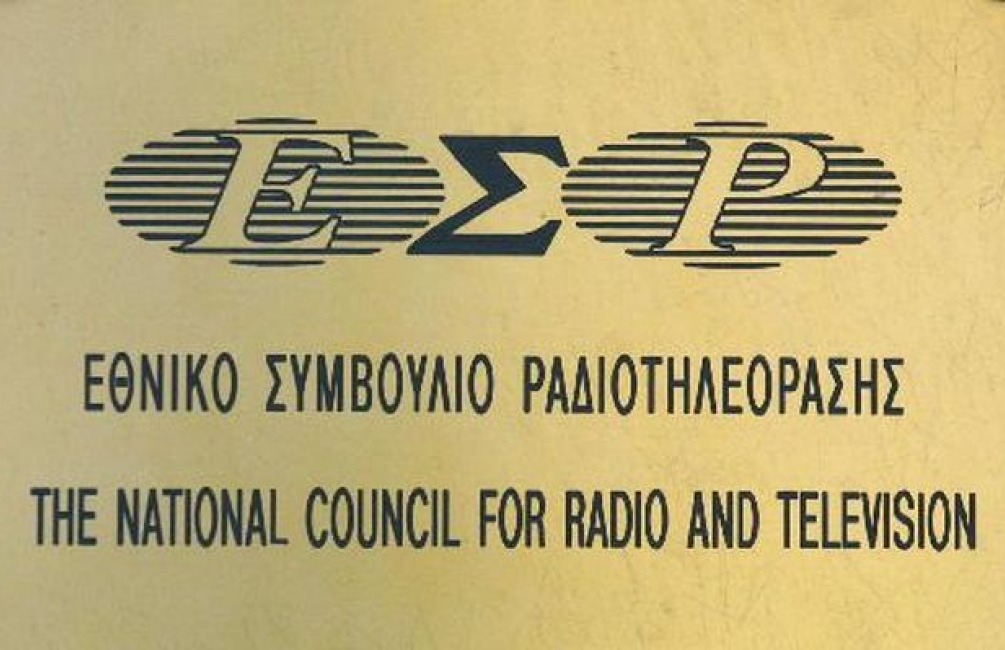 ΕΣΡ
ΕΘΝΙΚΟ ΣΥΜΒΟΥΛΙΟ ΡΑΔΙΟΤΗΛΕΟΡΑΣΗΣ
THE NATIONAL COUNCIL FOR RADIO AND TELEVISION